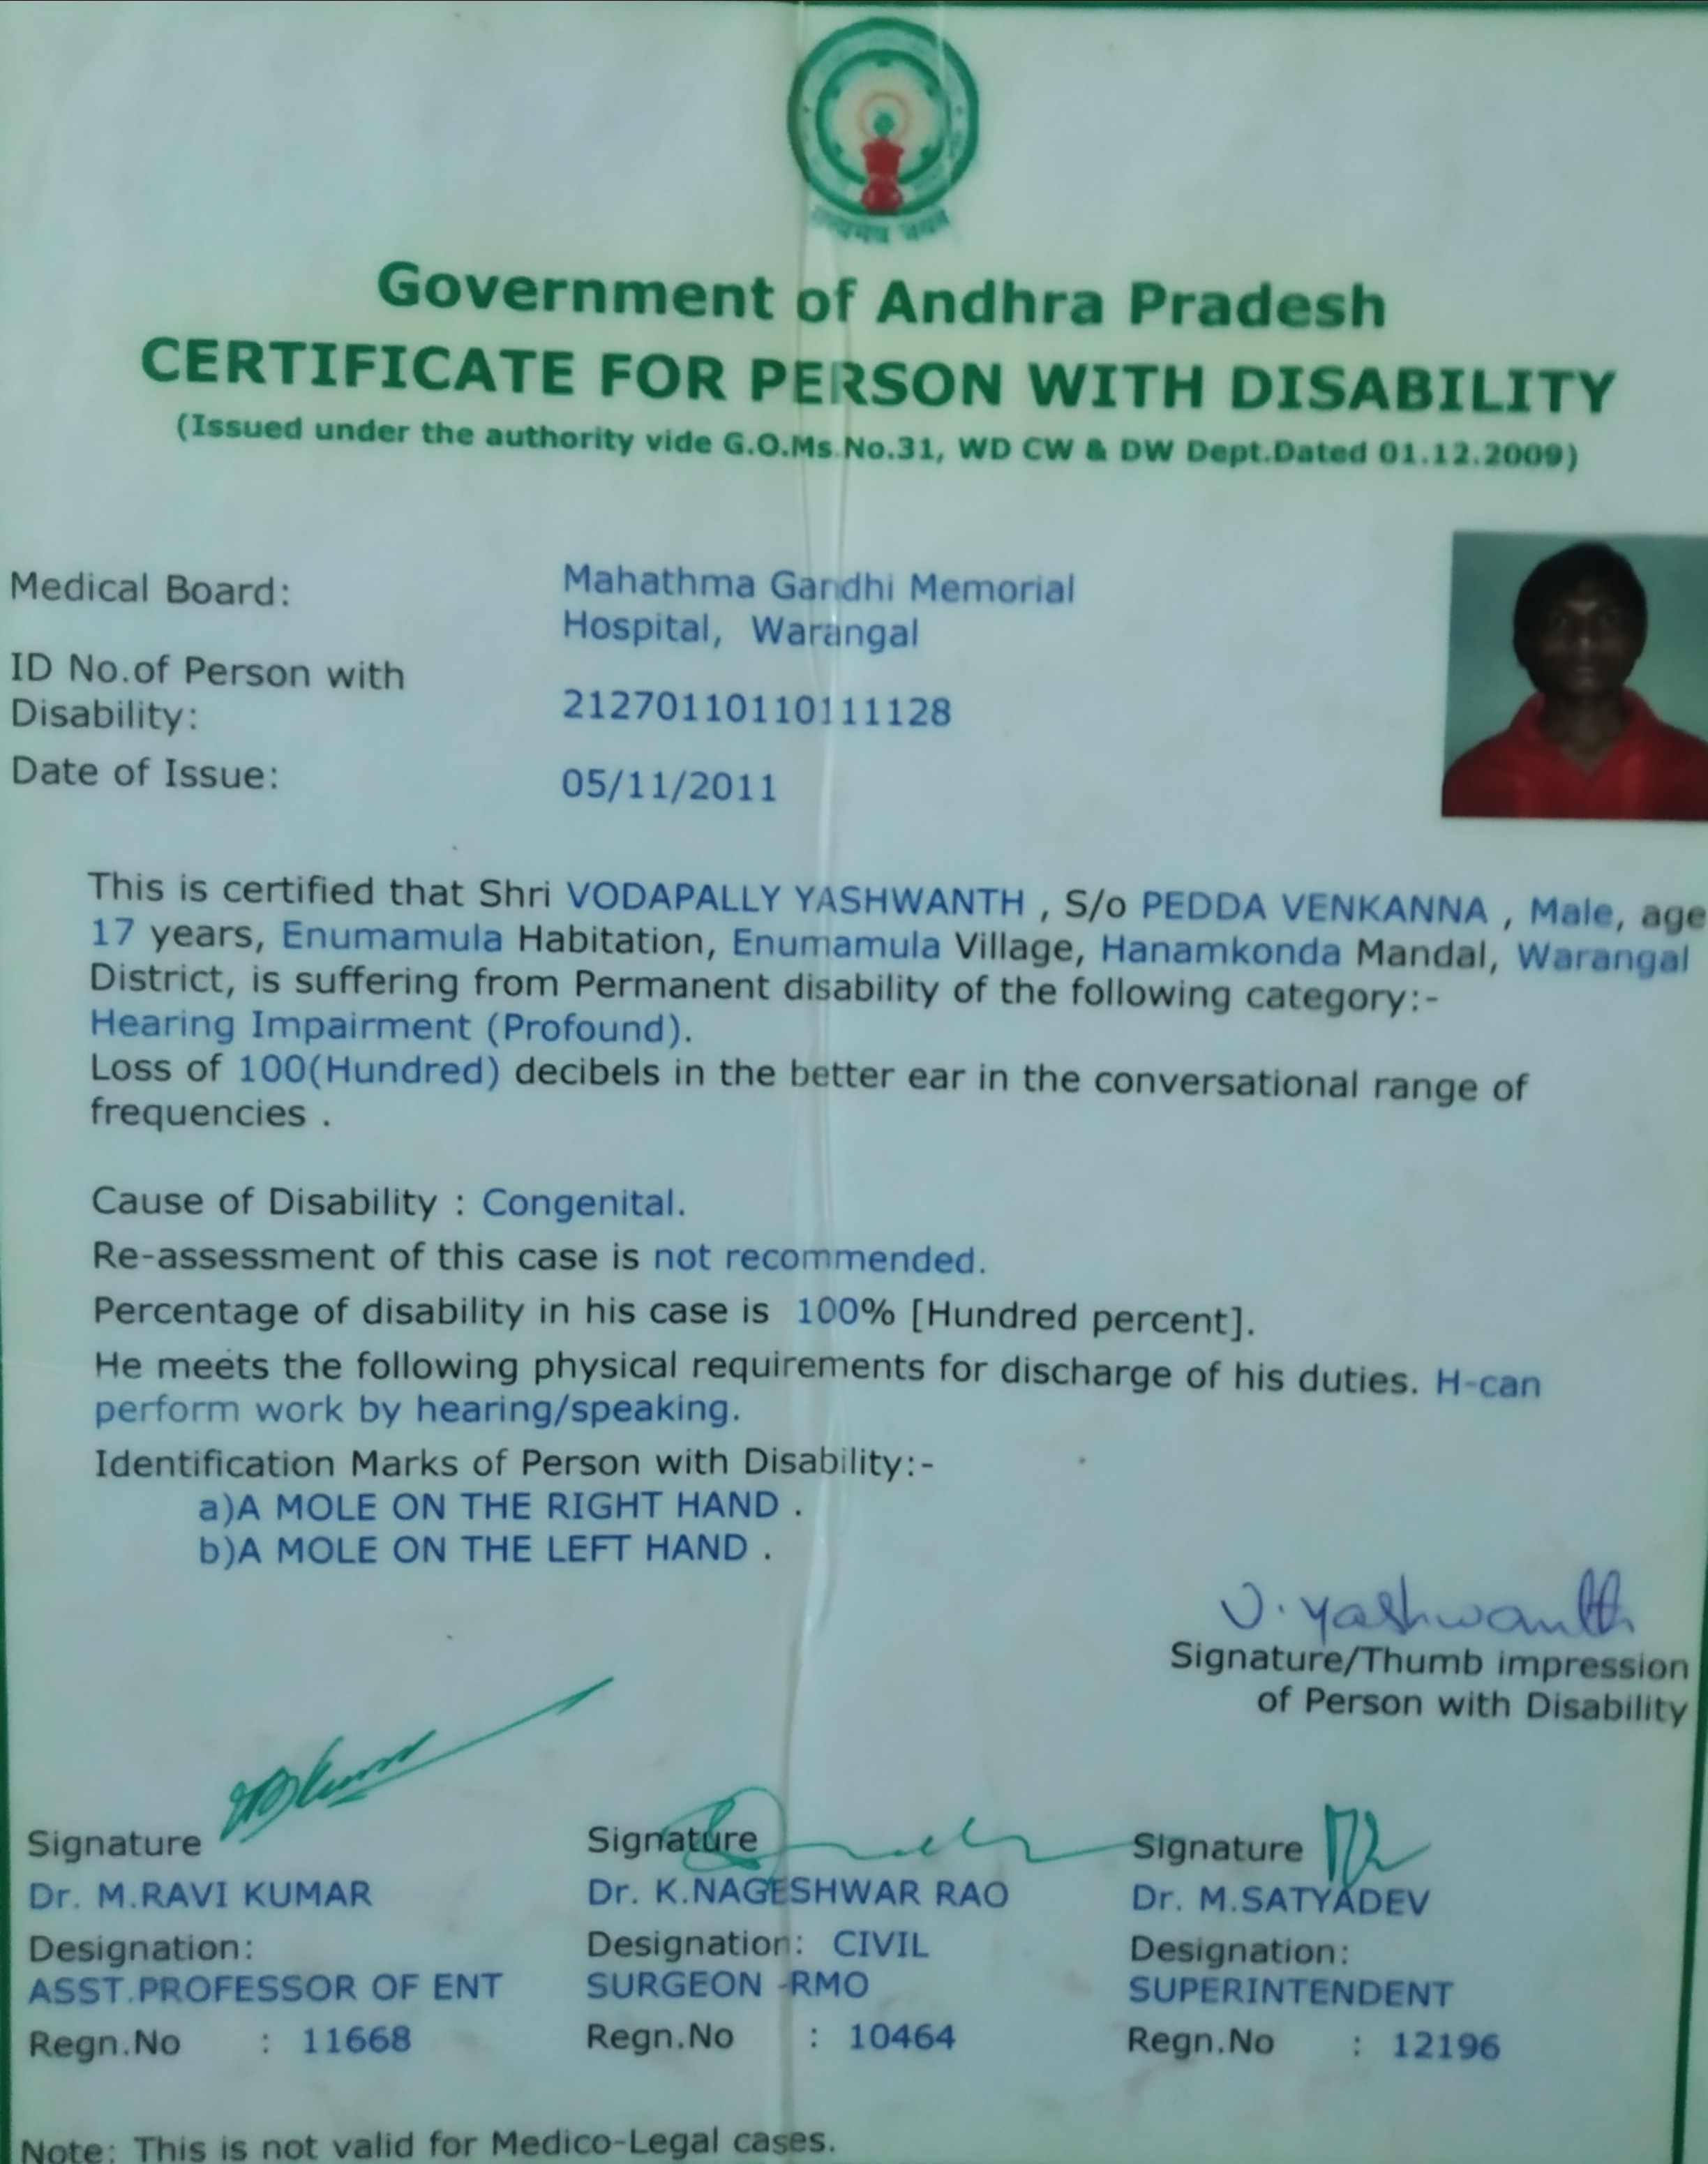 Government of Andhra Pradesh
CERTIFICATE FOR PERSON WITH DISABILITY
(Issued under the authority vide G.O.Ms.No.31, WD CW & DW Dept.Dated 01.12.2009)
Medical Board:
Mahathma Gandhi Memorial
Hospital, Warangal
ID No.of Person with
Disability:
21270110110111128
Date of Issue:
05/11/2011
This is certified that Shri VODAPALLY YASHWANTH , S/o PEDDA VENKANNA , Male, age
17 years, Enumamula Habitation, Enumamula Village, Hanamkonda Mandal, Warangal
District, is suffering from Permanent disability of the following category:-
Hearing Impairment (Profound).
Loss of 100(Hundred) decibels in the better ear in the conversational range of
frequencies .
Cause of Disability : Congenital.
Re-assessment of this case is not recommended.
Percentage of disability in his case is 100% [Hundred percent].
He meets the following physical requirements for discharge of his duties. H-can
perform work by hearing/speaking.
Identification Marks of Person with Disability:-
a)A MOLE ON THE RIGHT HAND .
b)A MOLE ON THE LEFT HAND .
V. Yashwanth
Signature/Thumb impression
of Person with Disability
Signature
Dr. M.RAVI KUMAR
Designation:
ASST.PROFESSOR OF ENT
Regn.No : 11668
Signature
Dr. K.NAGESHWAR RAO
Designation: CIVIL
SURGEON -RMO
Regn.No : 10464
Signature
Dr. M.SATYADEV
Designation:
SUPERINTENDENT
Regn.No : 12196
Note: This is not valid for Medico-Legal cases.